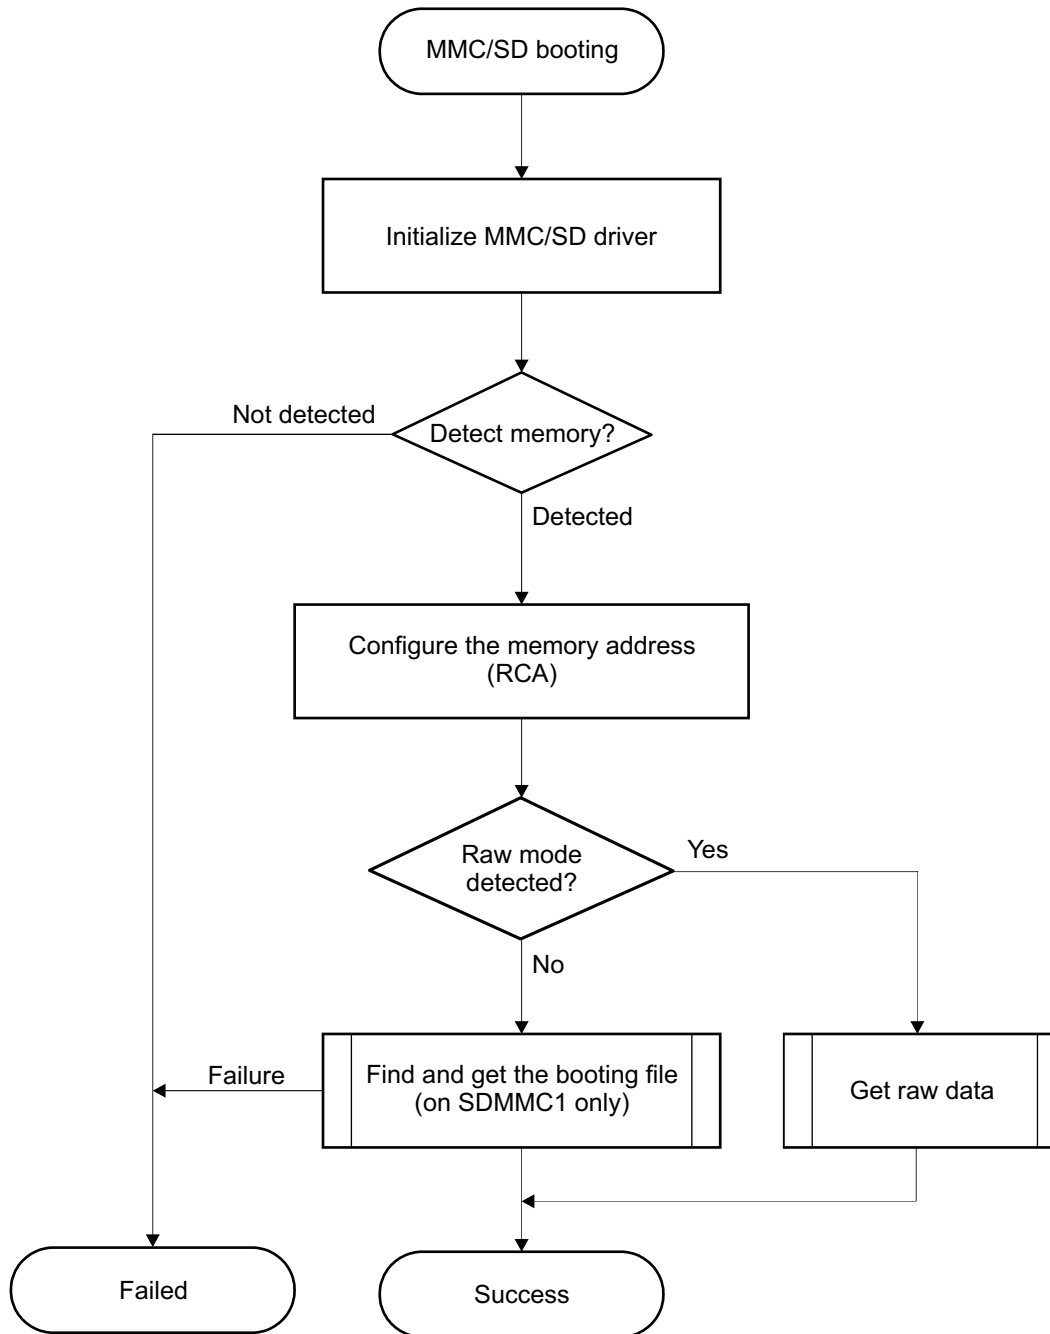 MMC/SD booting
Initialize MMC/SD driver
Not detected
Detect memory?
Detected
Configure the memory address
(RCA)
Raw mode
detected?
Yes
No
Failure
Find and get the booting file
(on SDMMC1 only)
Get raw data
Failed
Success